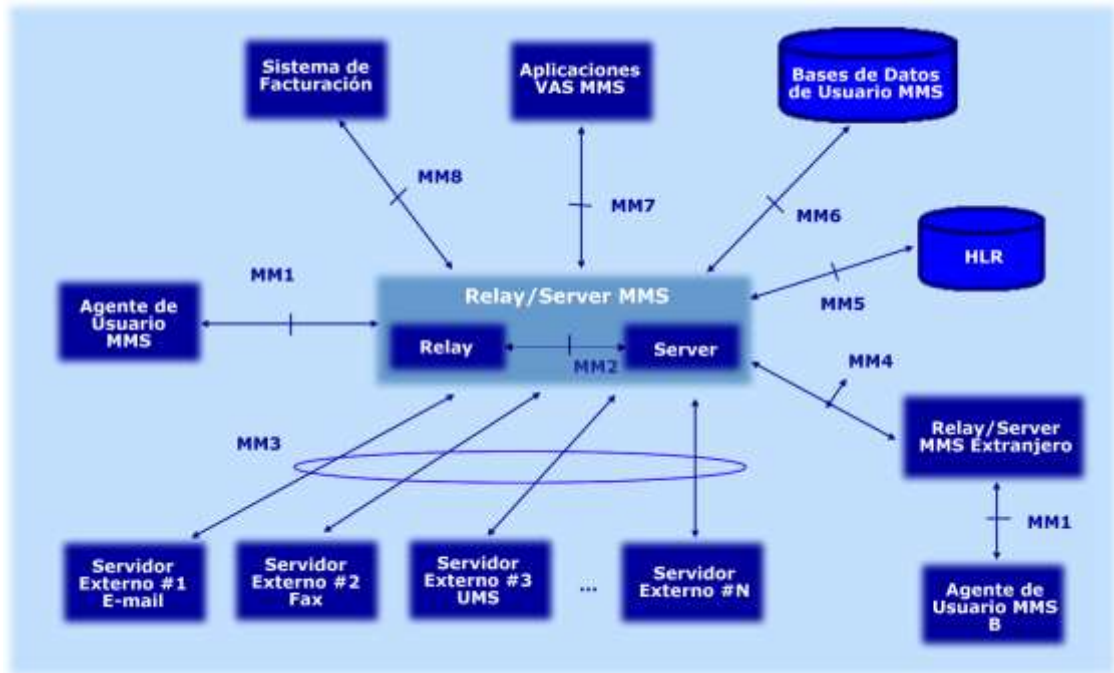 Sistema de
Facturación
Aplicaciones
VAS MMS
Bases de Datos
de Usuario MMS
MM8
MM7
MM6
HLR
MM1
MM5
Agente de
Usuario
MMS
Relay/Server MMS
Relay
Server
MM2
MM4
MM3
Relay/Server
MMS Extranjero
MM1
Servidor
Externo #1
E-mail
Servidor
Externo #2
Fax
Servidor
Externo #3
UMS
...
Servidor
Externo #N
Agente de
Usuario MMS
B